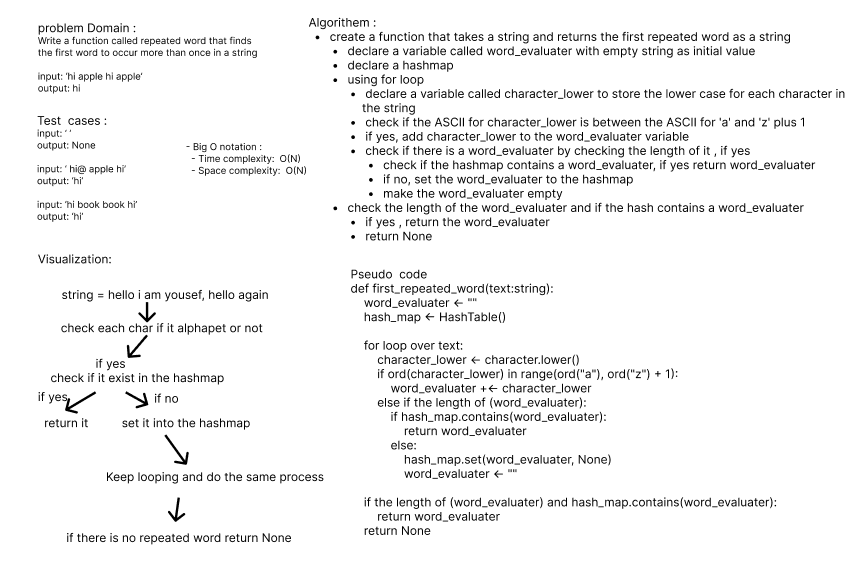 problem Domain :
Write a function called repeated word that finds
the first word to occur more than once in a string
input: 'hi apple hi apple'
output: hi
Test cases :
input: ' '
output: None
input: ' hi@ apple hi'
output: 'hi'
input: 'hi book book hi'
output: 'hi'
- Big O notation :
- Time complexity: O(N)
- Space complexity: O(N)
Visualization:
string = hello i am yousef, hello again
check each char if it alphapet or not
if yes
check if it exist in the hashmap
if yes
if no
return it
set it into the hashmap
Keep looping and do the same process
if there is no repeated word return None
Algorithem :
• create a function that takes a string and returns the first repeated word as a string
• declare a variable called word_evaluater with empty string as initial value
• declare a hashmap
• using for loop
• declare a variable called character_lower to store the lower case for each character in
the string
• check if the ASCII for character_lower is between the ASCII for 'a' and 'z' plus 1
• if yes, add character_lower to the word_evaluater variable
• check if there is a word_evaluater by checking the length of it , if yes
• check if the hashmap contains a word_evaluater, if yes return word_evaluater
• if no, set the word_evaluater to the hashmap
• make the word_evaluater empty
• check the length of the word_evaluater and if the hash contains a word_evaluater
• if yes , return the word_evaluater
• return None
Pseudo code
def first_repeated_word(text:string):
word_evaluater ← ""
hash_map ← HashTable()
for loop over text:
character_lower ← character.lower()
if ord(character_lower) in range(ord("a"), ord("z") + 1):
word_evaluater +← character_lower
else if the length of (word_evaluater):
if hash_map.contains(word_evaluater):
return word_evaluater
else:
hash_map.set(word_evaluater, None)
word_evaluater ← ""
if the length of (word_evaluater) and hash_map.contains(word_evaluater):
return word_evaluater
return None